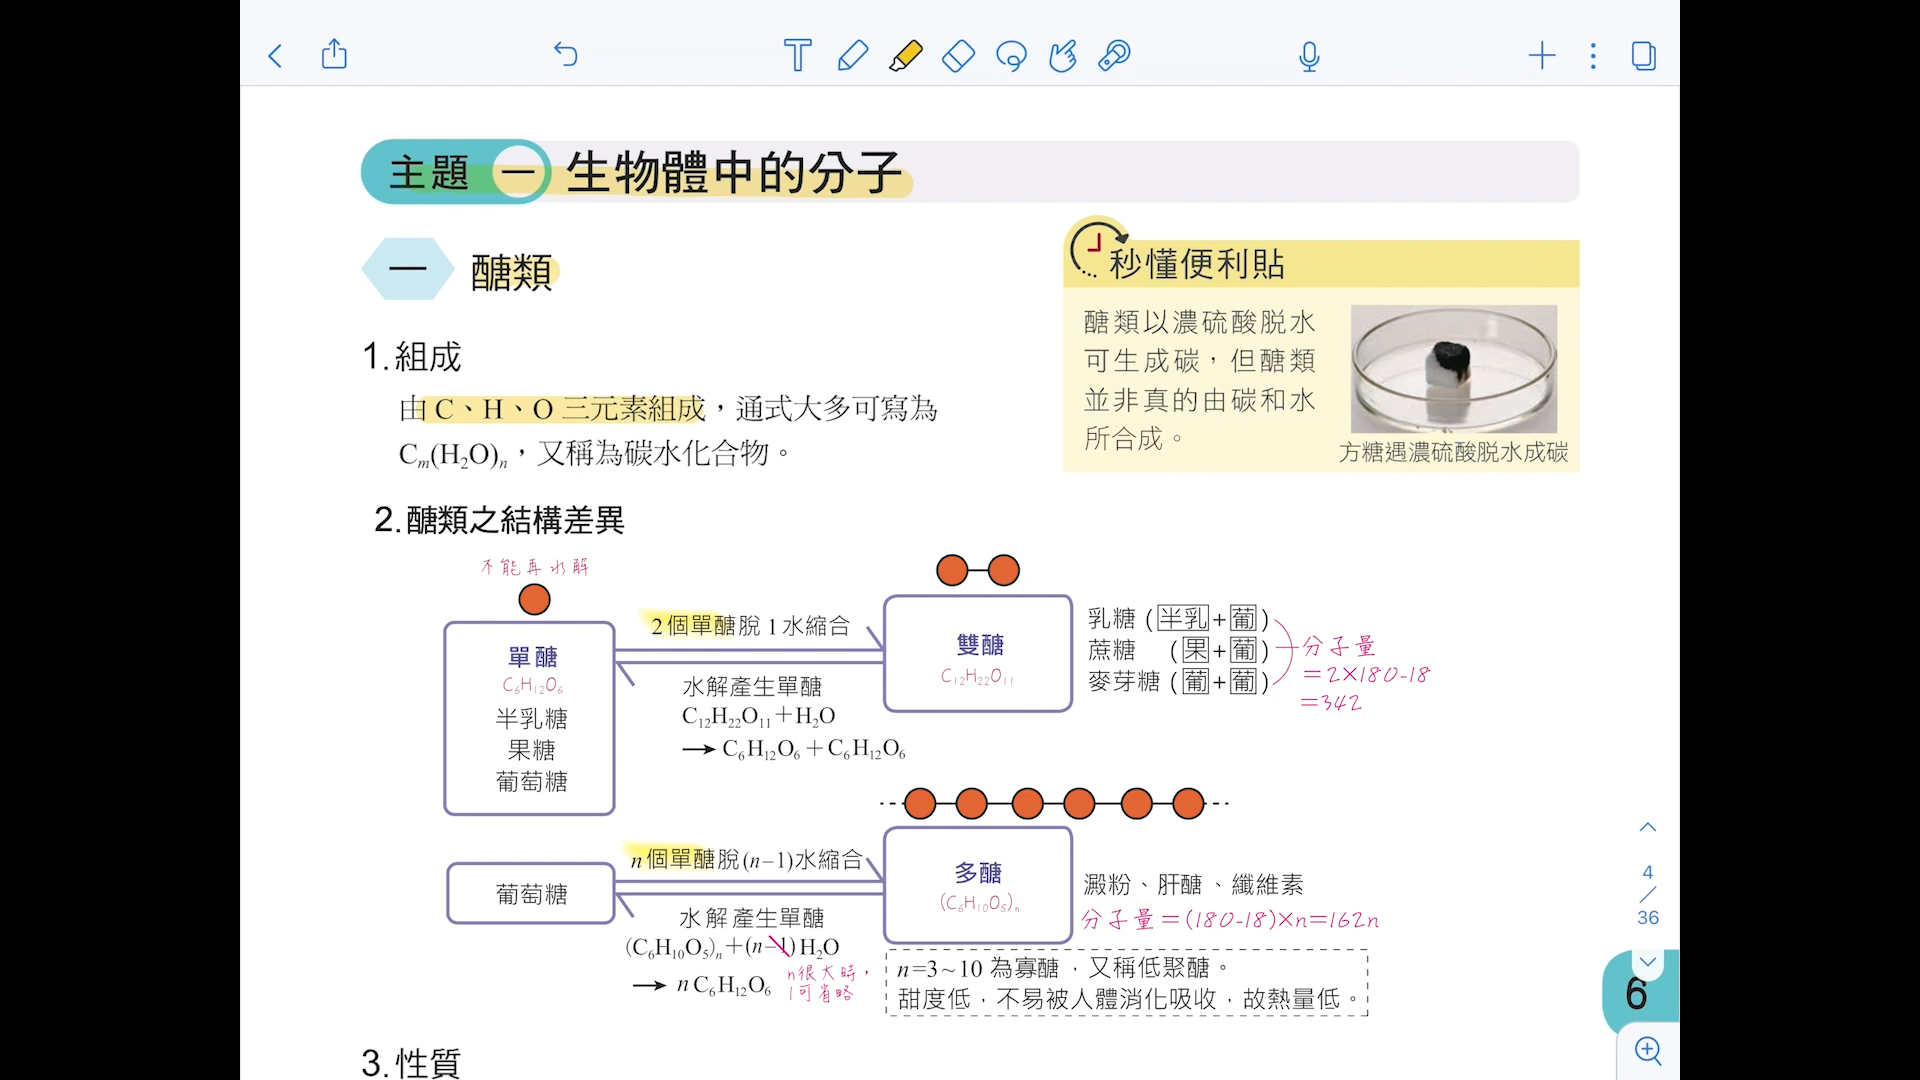 主題 一 生物體中的分子
一 醣類
秒懂便利貼
醣類以濃硫酸脫水
可生成碳，但醣類
並非真的由碳和水
所合成。
方糖遇濃硫酸脫水成碳
1.組成
由 C、H、O 三元素組成，通式大多可寫為
Cm(H2O)n，又稱為碳水化合物。
2.醣類之結構差異
不能再水解
單醣
C6H12O6
半乳糖
果糖
葡萄糖
2個單醣脫1水縮合
水解產生單醣
C12H22O11+H2O
→ C6H12O6+C6H12O6
雙醣
C12H22O11
乳糖 (半乳+葡)
蔗糖 (果+葡)
麥芽糖 (葡+葡)
分子量
=2×180-18
=342
葡萄糖
n個單醣脫(n−1)水縮合
水解產生單醣
(C6H10O5)n+(n−1)H2O
→ nC6H12O6
n很大時，
1可省略
多醣
(C6H10O5)n
澱粉、肝醣、纖維素
分子量=(180-18)×n=162n
n=3~10 為寡醣，又稱低聚醣。
甜度低，不易被人體消化吸收，故熱量低。
3.性質
4
/
36
6